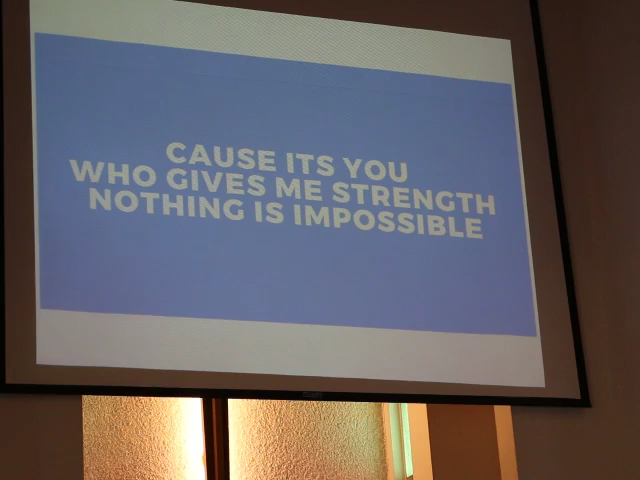 CAUSE ITS YOU
WHO GIVES ME STRENGTH
NOTHING IS IMPOSSIBLE